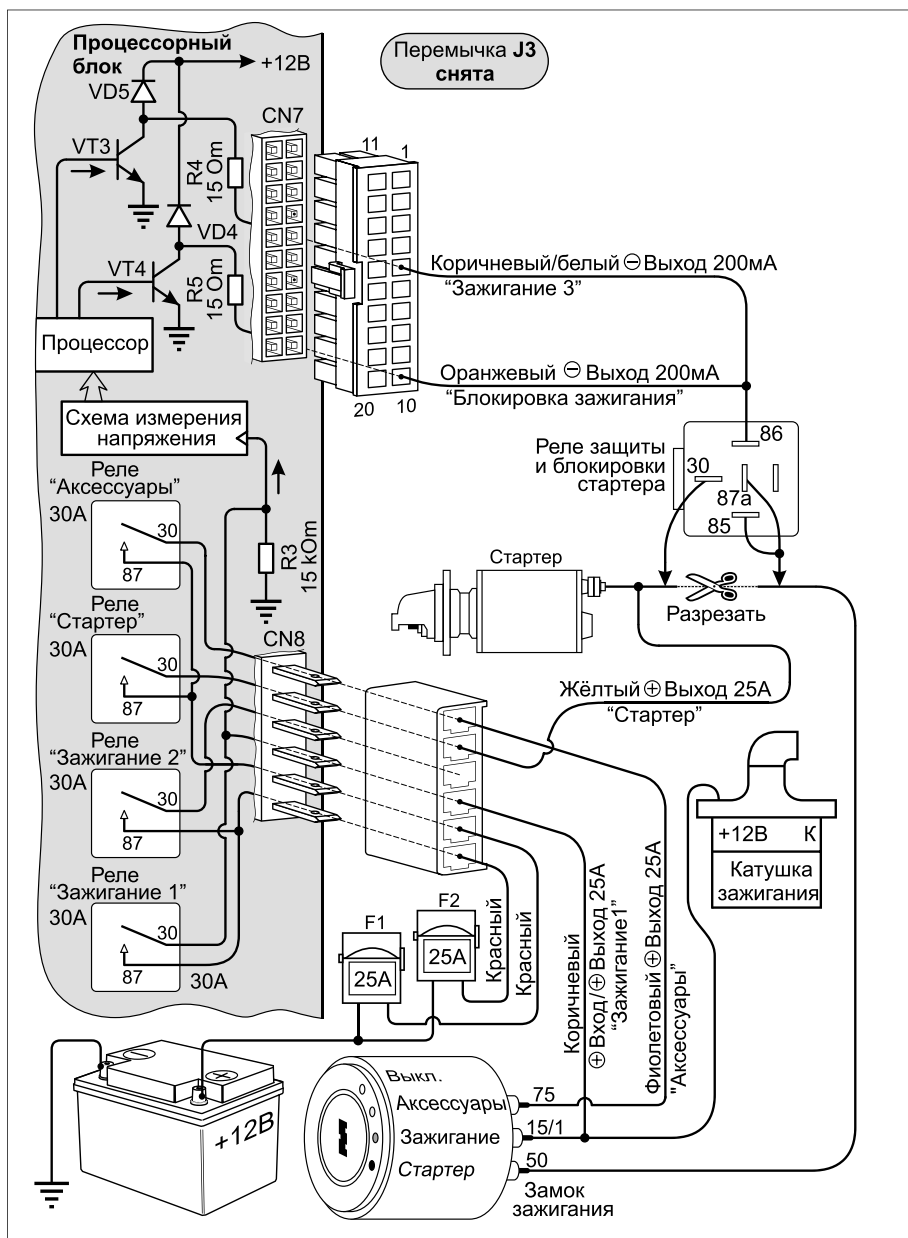 Процессорный
блок
+12В
Перемычка J3
снята
VD5
CN7
VT3
R4
15 Om
11
1
VD4
VT4
R5
15 Om
Коричневый/белый ⊖ Выход 200мА
“Зажигание 3”
Процессор
Оранжевый ⊖ Выход 200мА
“Блокировка зажигания”
20
10
Схема измерения
напряжения
86
Реле защиты
и блокировки
стартера
30
87а
85
Реле
“Аксессуары”
30А
30
87
R3
15 kOm
Стартер
Разрезать
Реле
“Стартер”
30А
30
87
CN8
Жёлтый ⊕ Выход 25А
“Стартер”
Реле
“Зажигание 2”
30А
30
87
+12В
К
Катушка
зажигания
Реле
“Зажигание 1”
30А
30
87
30А
F1
25А
F2
25А
Красный
Красный
Коричневый
⊕ Вход/⊕ Выход 25А
“Зажигание1”
Фиолетовый ⊕ Выход 25А
"Аксессуары"
+12В
Выкл.
Аксессуары
75
Зажигание
15/1
Стартер
50
Замок
зажигания